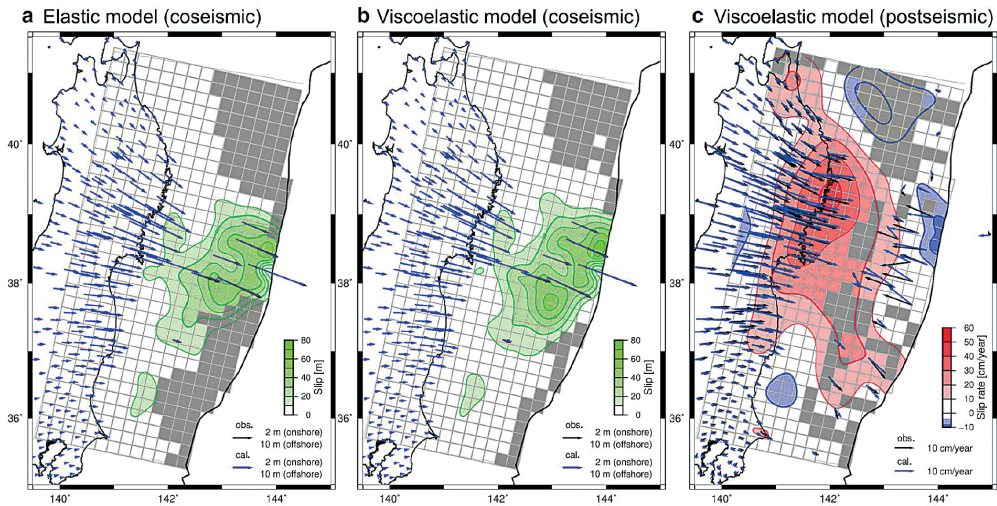 a Elastic model (coseismic)
b Viscoelastic model (coseismic)
c Viscoelastic model (postseismic)
40°
38°
36°
140°
142°
144°
80
60
40
20
0
Slip [m]
obs.
2 m (onshore)
10 m (offshore)
cal.
2 m (onshore)
10 m (offshore)
40°
38°
36°
140°
142°
144°
80
60
40
20
0
Slip [m]
obs.
2 m (onshore)
10 m (offshore)
cal.
2 m (onshore)
10 m (offshore)
40°
38°
36°
140°
142°
144°
60
50
40
30
20
10
0
−10
Slip rate [cm/year]
obs.
10 cm/year
cal.
10 cm/year